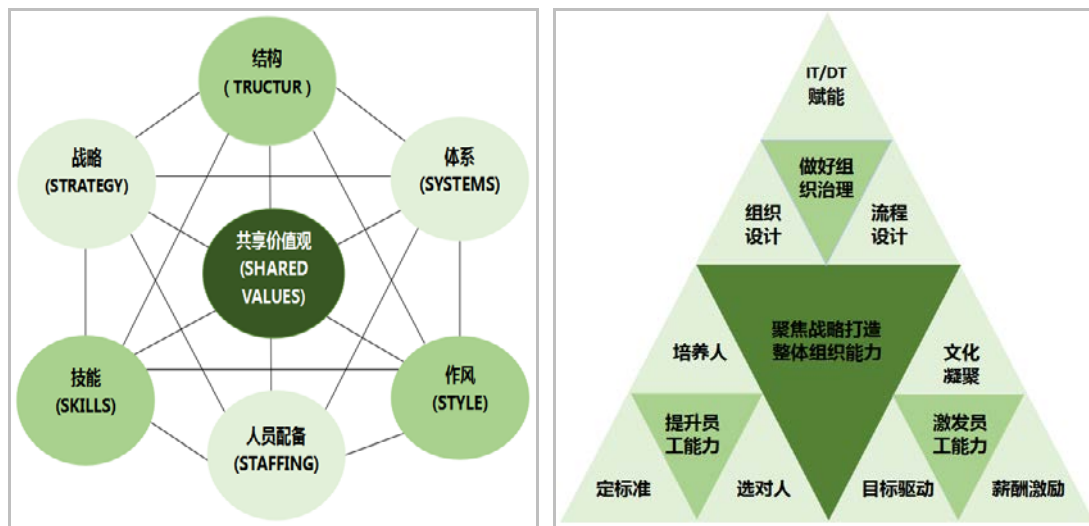 结构
( TRUCTUR )
战略
(STRATEGY)
体系
(SYSTEMS)
共享价值观
(SHARED
VALUES)
技能
(SKILLS)
作风
(STYLE)
人员配备
(STAFFING)
IT/DT
赋能
做好组
织治理
组织
设计
流程
设计
聚焦战略打造
整体组织能力
培养人
文化
凝聚
提升员
工能力
激发员
工能力
定标准
选对人
目标驱动
薪酬激励